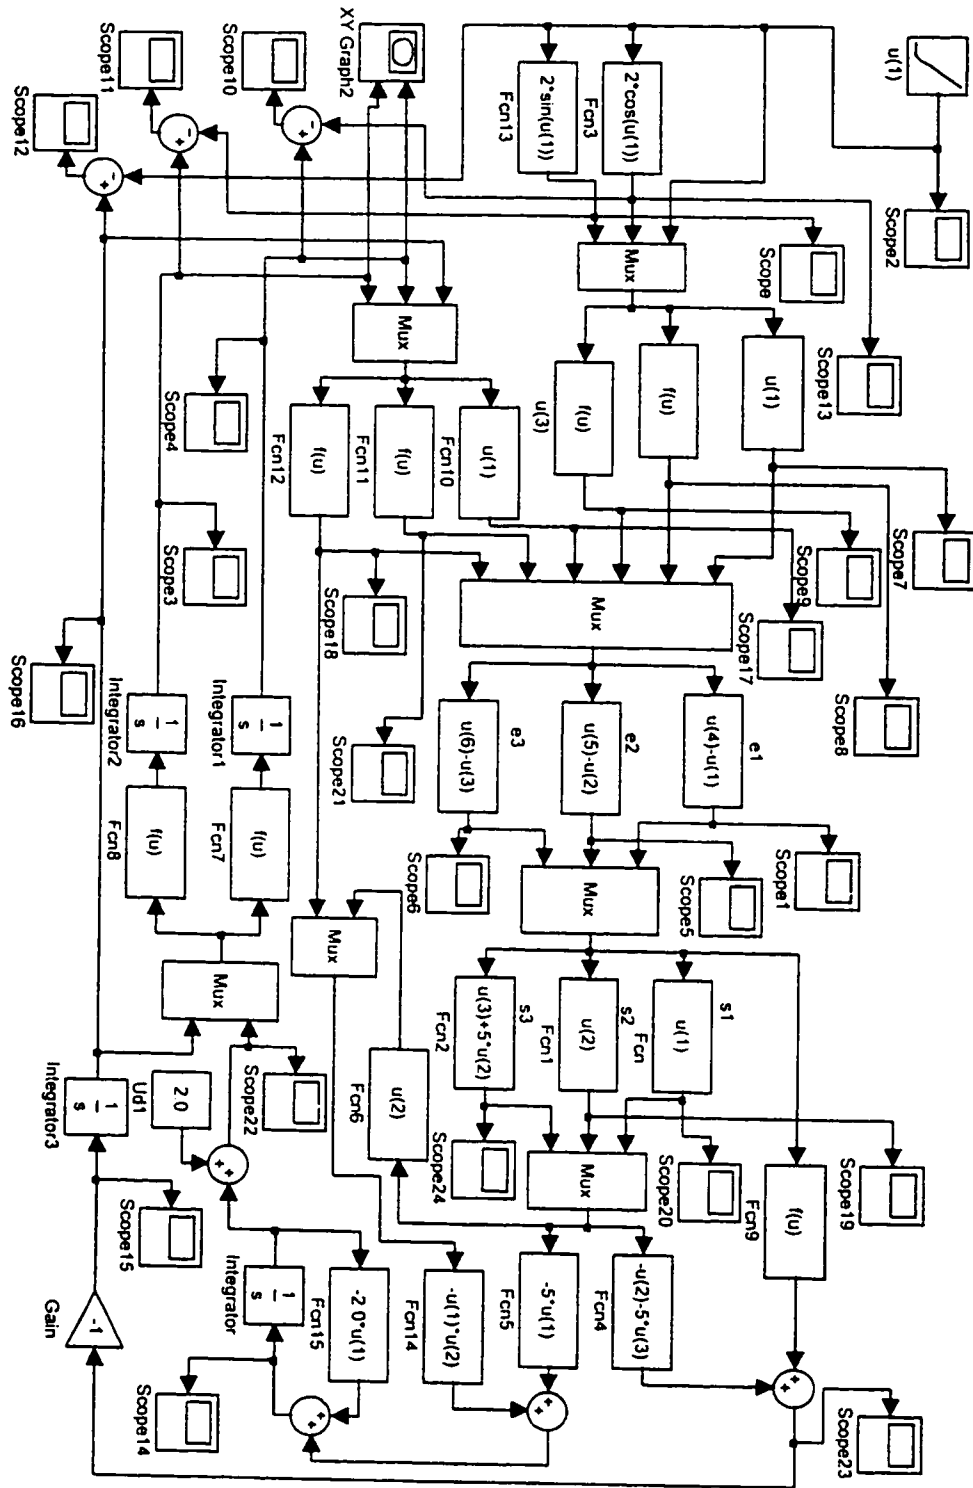 u(1)
Scope2
Scope7
Scope8
Scope19
Scope23
Scope13
Scope9
Scope1
f(u)
Fcn9
Scope
Scope17
u(1)
u(4)-u(1)
e1
Scope5
u(1)
s1
Fcn
Scope20
2*cos(u(1))
Fcn3
Mux
f(u)
-u(2)-5*u(3)
Fcn4
2*sin(u(1))
Fcn13
f(u)
u(3)
Mux
u(5)-u(2)
e2
Mux
u(2)
s2
Fcn1
Mux
-5*u(1)
Fcn5
u(1)
Fcn10
u(6)-u(3)
e3
Scope6
u(3)+5*u(2)
s3
Fcn2
Scope24
-u(1)*u(2)
Fcn14
XY Graph2
Mux
f(u)
Fcn11
Scope21
u(2)
Fcn6
-2.0*u(1)
Fcn15
f(u)
Fcn12
Scope18
Mux
Scope10
Scope4
1
s
Integrator1
f(u)
Fcn7
Scope22
1
s
Integrator
Scope14
Scope11
Scope3
1
s
Integrator2
f(u)
Fcn8
Mux
2.0
Ud1
Scope15
Scope12
Scope16
1
s
Integrator3
-1
Gain